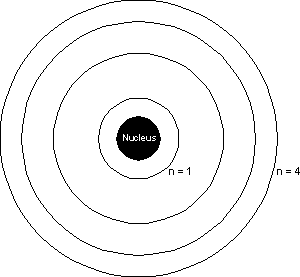 Nucleus
n = 1
n = 4